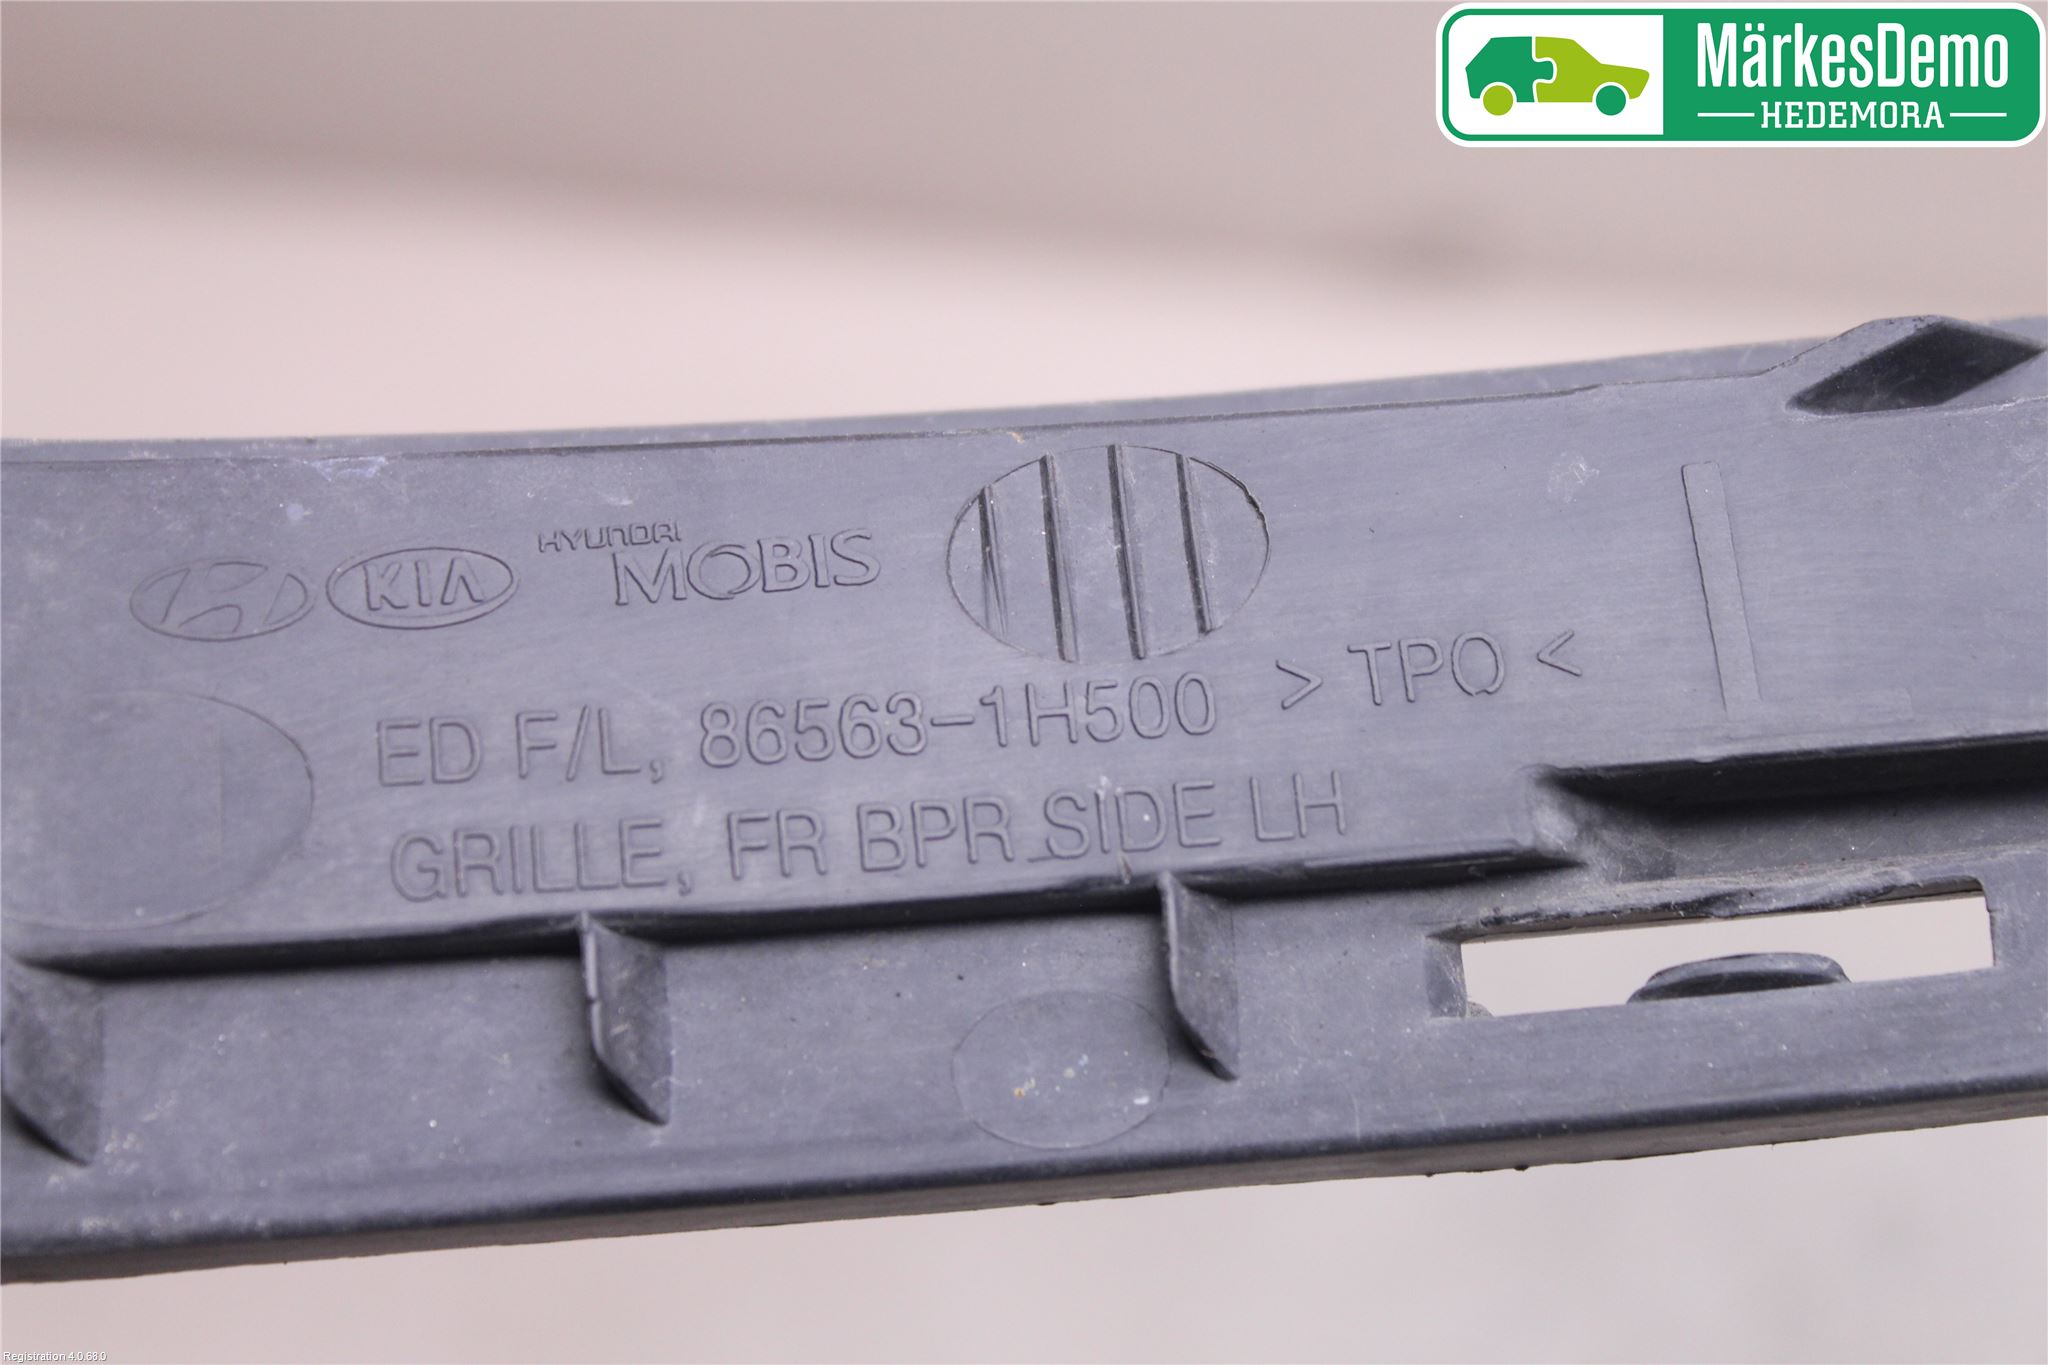 MärkesDemo
HEDEMORA
KIA
HYUNDAI
MOBIS
ED F/L, 86563-1H500 > TPO <
GRILLE, FR BPR SIDE LH
L
Registration 4.0.68.0